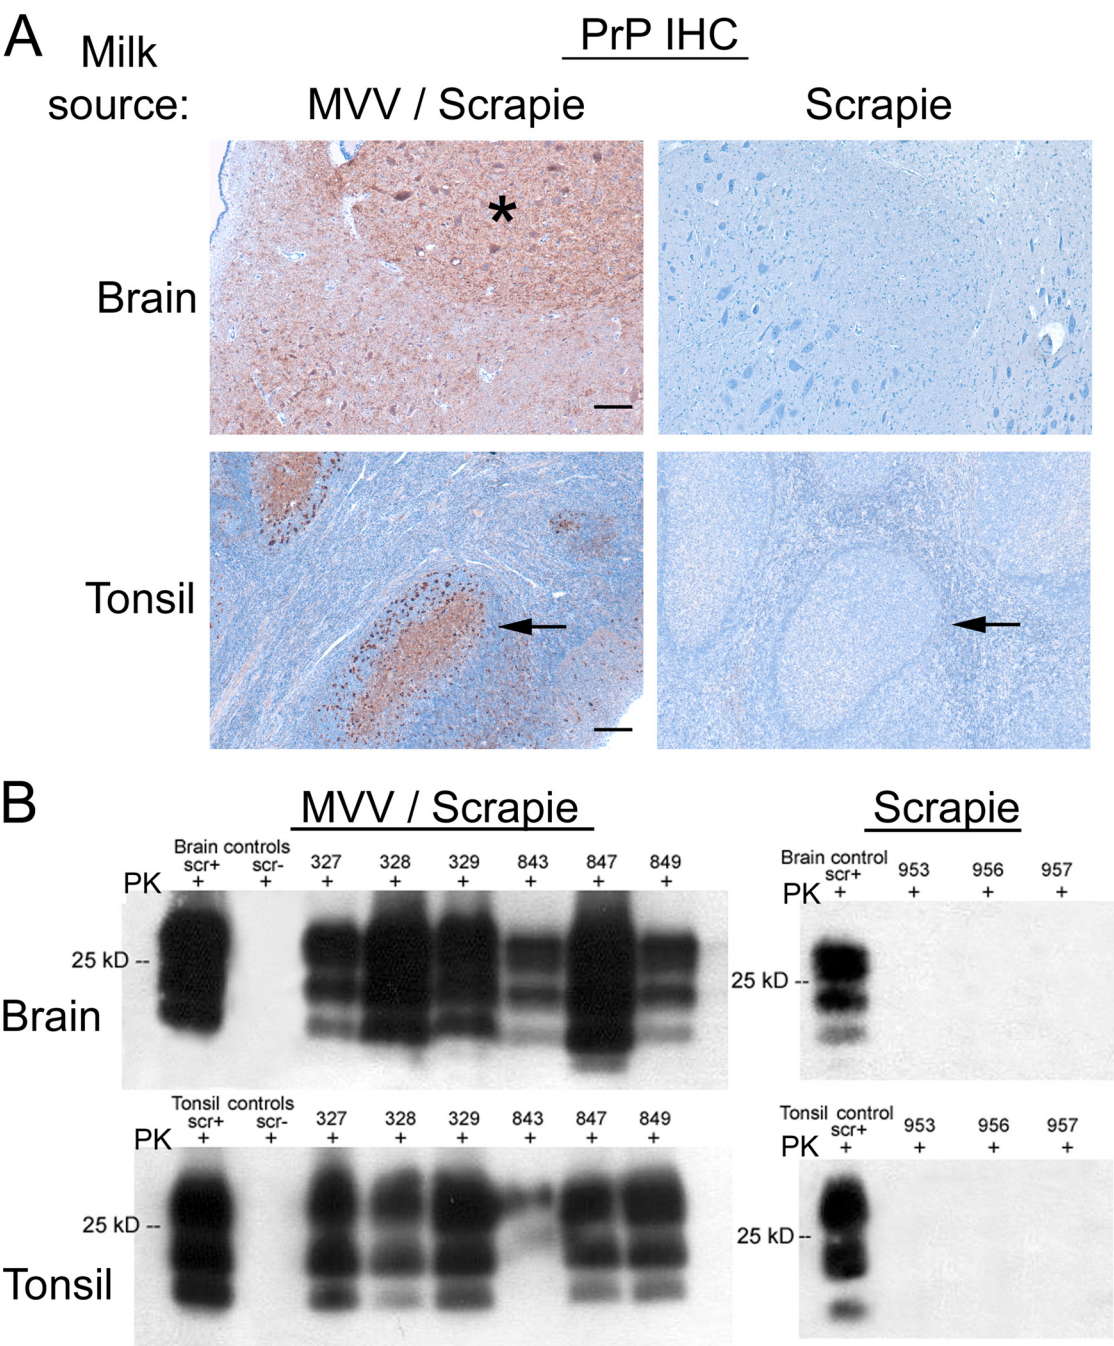 A
Milk source:
PrP IHC
MVV / Scrapie
Scrapie
Brain
*
Tonsil
B
MVV / Scrapie
Scrapie
Brain controls
scr+ scr- 327 328 329 843 847 849
PK + + + + + + + +
25 kD --
Brain
Brain control
scr+ 953 956 957
PK + + + +
25 kD --
Tonsil controls
scr+ scr- 327 328 329 843 847 849
PK + + + + + + + +
25 kD --
Tonsil
Tonsil control
scr+ 953 956 957
PK + + + +
25 kD --